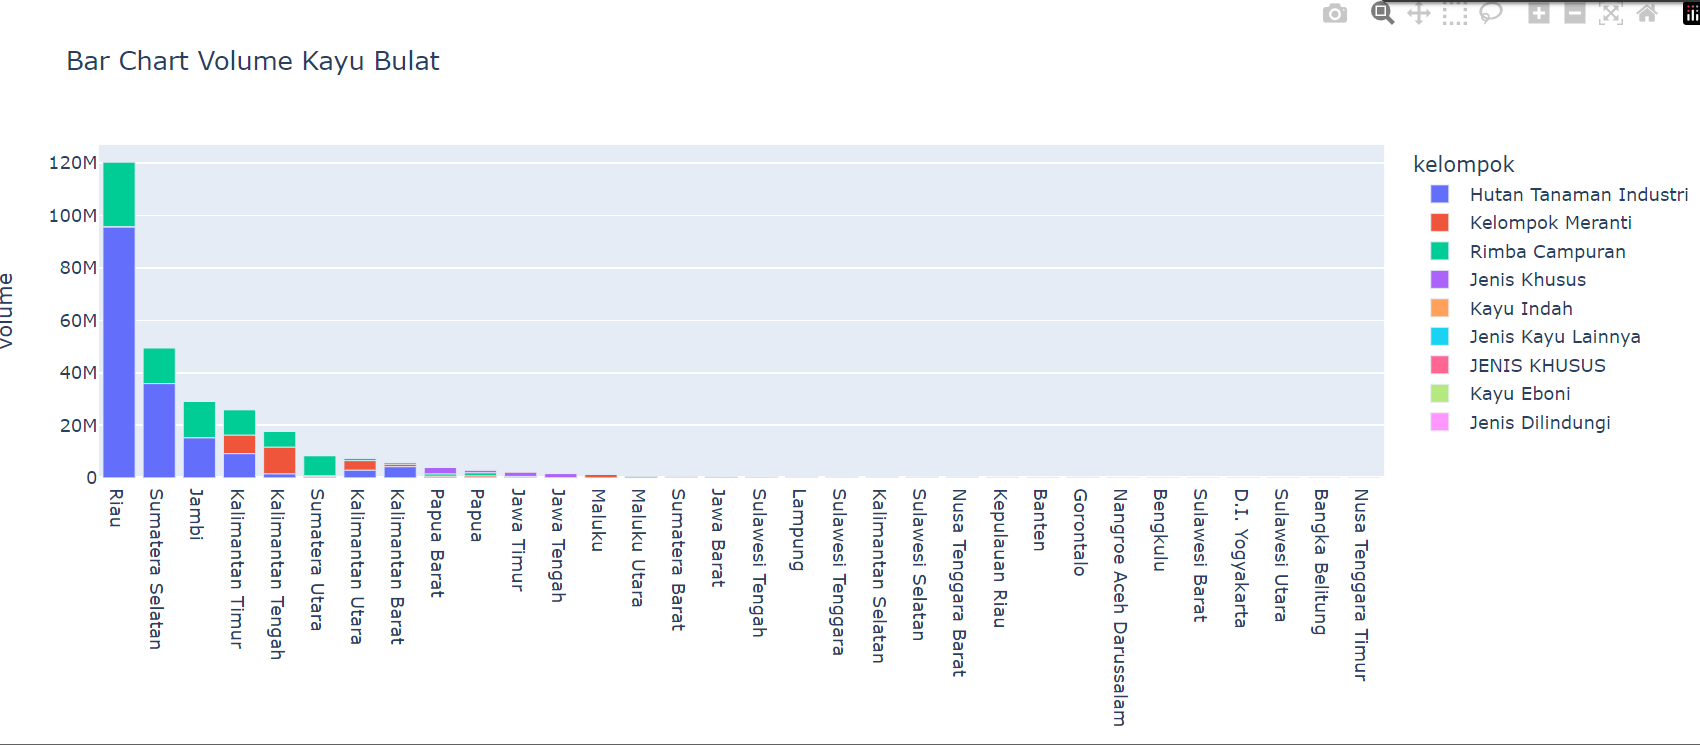 Bar Chart Volume Kayu Bulat
volume
120M
100M
80M
60M
40M
20M
0
Riau
Sumatera Selatan
Jambi
Kalimantan Timur
Kalimantan Tengah
Sumatera Utara
Kalimantan Utara
Kalimantan Barat
Papua Barat
Papua
Jawa Timur
Jawa Tengah
Maluku
Maluku Utara
Sumatera Barat
Jawa Barat
Sulawesi Tengah
Lampung
Sulawesi Tenggara
Kalimantan Selatan
Sulawesi Selatan
Nusa Tenggara Barat
Kepulauan Riau
Banten
Gorontalo
Nangroe Aceh Darussalam
Bengkulu
Sulawesi Barat
D.I. Yogyakarta
Sulawesi Utara
Bangka Belitung
Nusa Tenggara Timur
kelompok
Hutan Tanaman Industri
Kelompok Meranti
Rimba Campuran
Jenis Khusus
Kayu Indah
Jenis Kayu Lainnya
JENIS KHUSUS
Kayu Eboni
Jenis Dilindungi